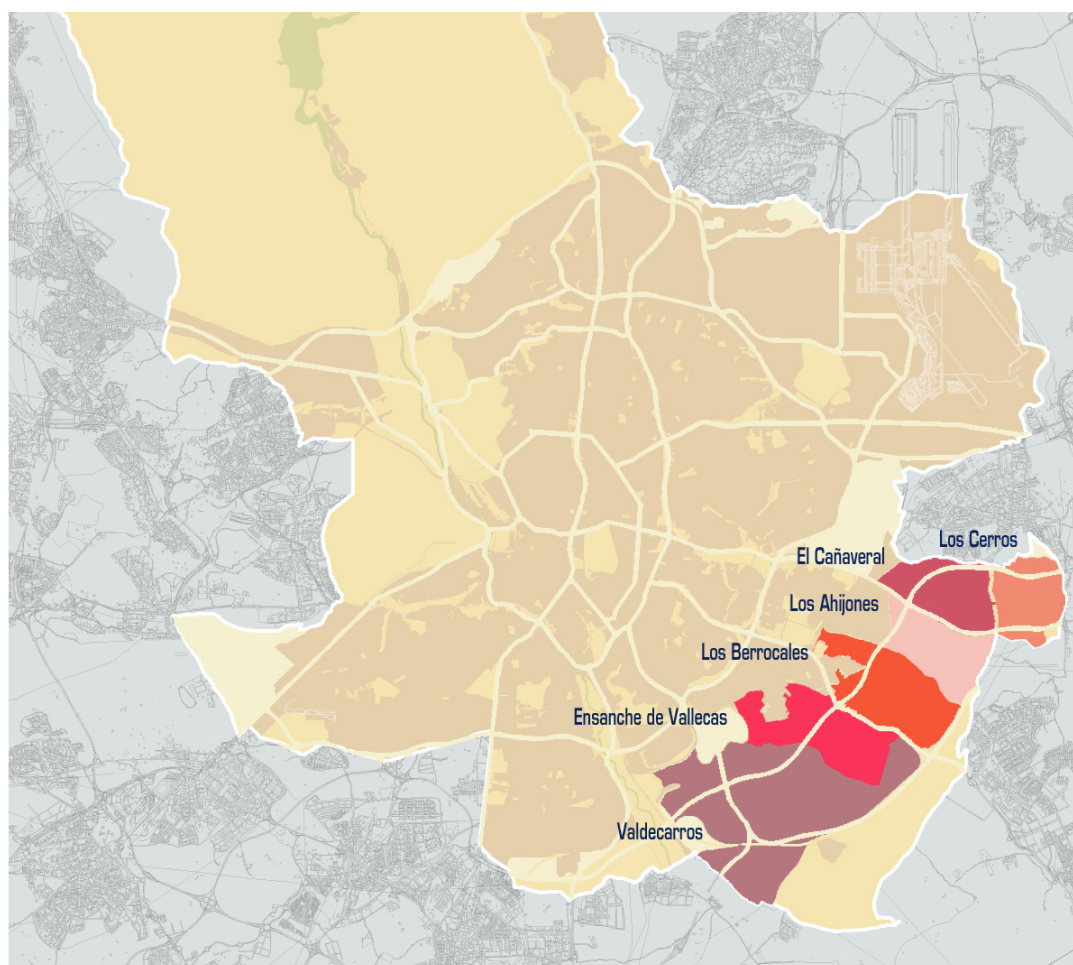 Los Cerros
El Cañaveral
Los Ahijones
Los Berrocales
Ensanche de Vallecas
Valdecarros